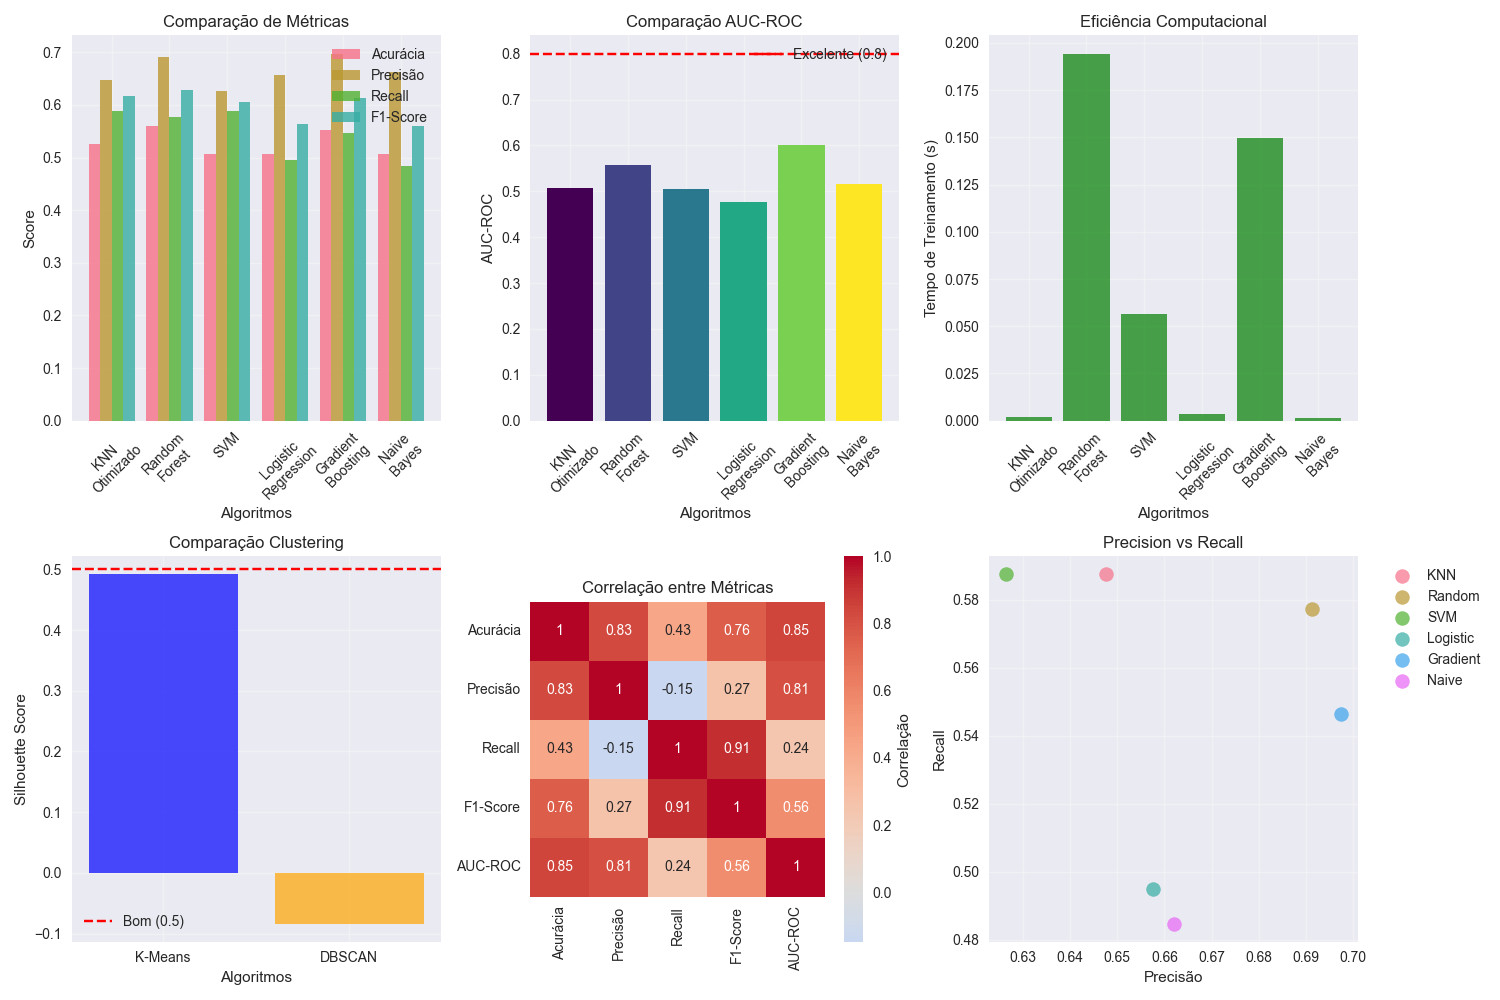 Comparação de Métricas
Score
0.7
0.6
0.5
0.4
0.3
0.2
0.1
0.0
Acurácia
Precisão
Recall
F1-Score
KNN
Otimizado
Random
Forest
SVM
Logistic
Regression
Gradient
Boosting
Naive
Bayes
Algoritmos
Comparação AUC-ROC
AUC-ROC
0.8
0.7
0.6
0.5
0.4
0.3
0.2
0.1
0.0
Excelente (0.8)
KNN
Otimizado
Random
Forest
SVM
Logistic
Regression
Gradient
Boosting
Naive
Bayes
Algoritmos
Eficiência Computacional
Tempo de Treinamento (s)
0.200
0.175
0.150
0.125
0.100
0.075
0.050
0.025
0.000
KNN
Otimizado
Random
Forest
SVM
Logistic
Regression
Gradient
Boosting
Naive
Bayes
Algoritmos
Comparação Clustering
Silhouette Score
0.5
0.4
0.3
0.2
0.1
0.0
−0.1
Bom (0.5)
K-Means
DBSCAN
Algoritmos
Correlação entre Métricas
Acurácia 1 0.83 0.43 0.76 0.85
Precisão 0.83 1 -0.15 0.27 0.81
Recall 0.43 -0.15 1 0.91 0.24
F1-Score 0.76 0.27 0.91 1 0.56
AUC-ROC 0.85 0.81 0.24 0.56 1
Acurácia
Precisão
Recall
F1-Score
AUC-ROC
1.0
0.8
0.6
0.4
0.2
0.0
Correlação
Precision vs Recall
Recall
0.58
0.56
0.54
0.52
0.50
0.48
0.63 0.64 0.65 0.66 0.67 0.68 0.69 0.70
Precisão
KNN
Random
SVM
Logistic
Gradient
Naive